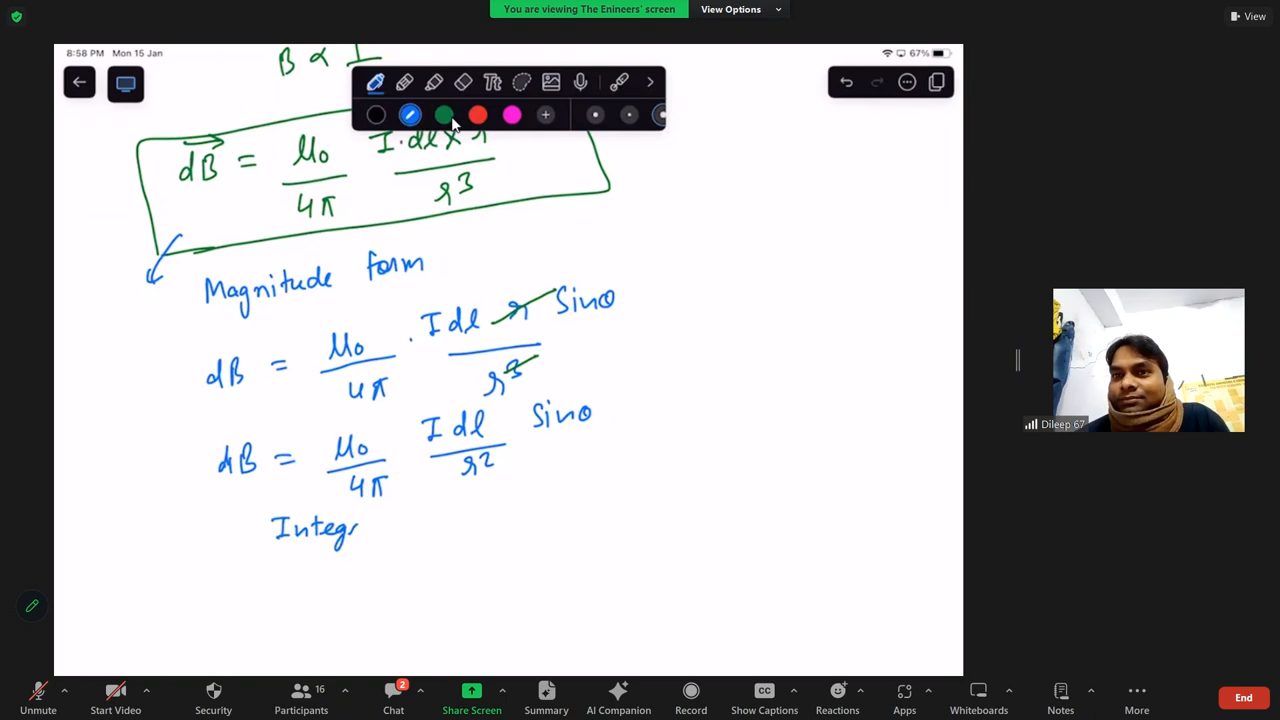 You are viewing The Enineers' screen
View Options
View
8:58 PM Mon 15 Jan
67%
B ∝ I
dB = μ₀/4π I·dl×r/r³
Magnitude form
dB = μ₀/4π · Idl r/r³ Sinθ
dB = μ₀/4π Idl/r² Sinθ
Integr
Dileep 67
Unmute
Start Video
Security
16
Participants
2
Chat
Share Screen
Summary
AI Companion
Record
CC
Show Captions
Reactions
Apps
Whiteboards
Notes
More
End